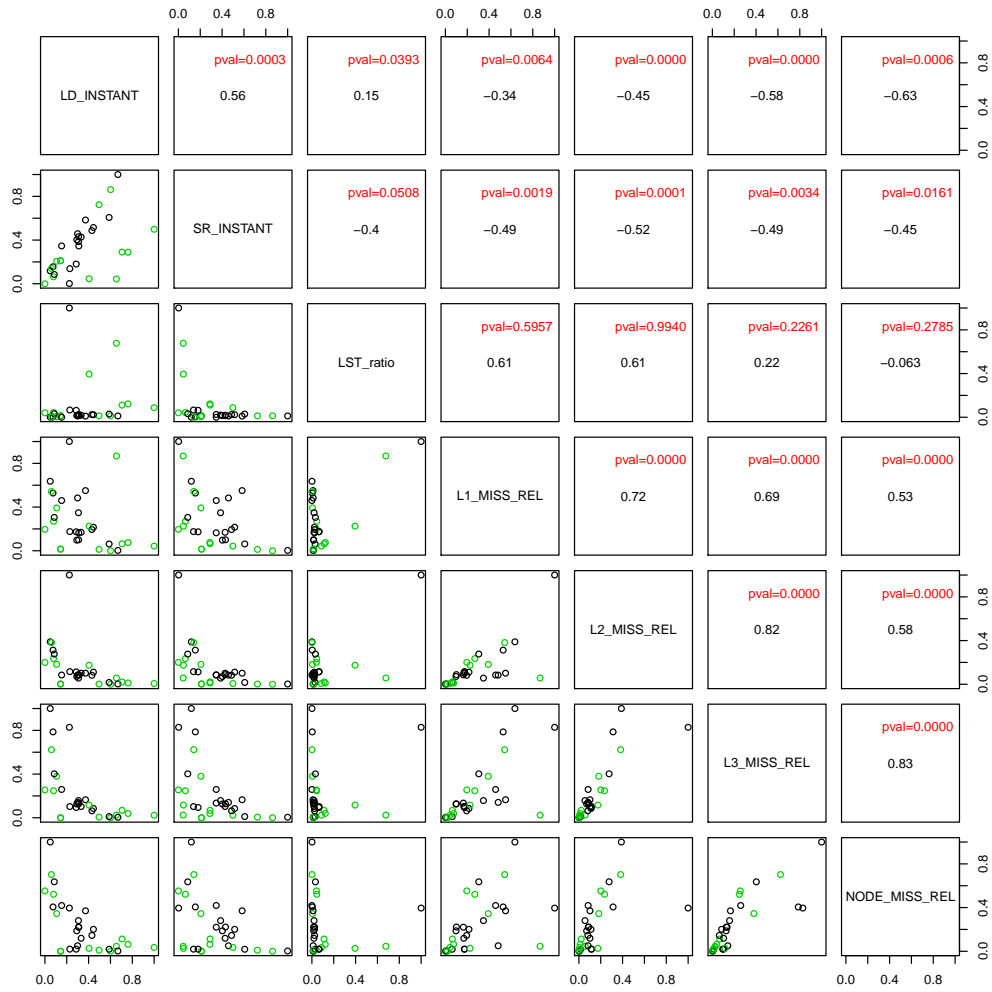 0.0 0.4 0.8
0.0 0.4 0.8
0.0 0.4 0.8
LD_INSTANT
pval=0.0003
0.56
pval=0.0393
0.15
pval=0.0064
−0.34
pval=0.0000
−0.45
pval=0.0000
−0.58
pval=0.0006
−0.63
0.0 0.4 0.8
0.0 0.4 0.8
SR_INSTANT
pval=0.0508
−0.4
pval=0.0019
−0.49
pval=0.0001
−0.52
pval=0.0034
−0.49
pval=0.0161
−0.45
LST_ratio
pval=0.5957
0.61
pval=0.9940
0.61
pval=0.2261
0.22
pval=0.2785
−0.063
0.0 0.4 0.8
0.0 0.4 0.8
L1_MISS_REL
pval=0.0000
0.72
pval=0.0000
0.69
pval=0.0000
0.53
L2_MISS_REL
pval=0.0000
0.82
pval=0.0000
0.58
0.0 0.4 0.8
0.0 0.4 0.8
L3_MISS_REL
pval=0.0000
0.83
NODE_MISS_REL
0.0 0.4 0.8
0.0 0.4 0.8
0.0 0.4 0.8
0.0 0.4 0.8
0.0 0.4 0.8